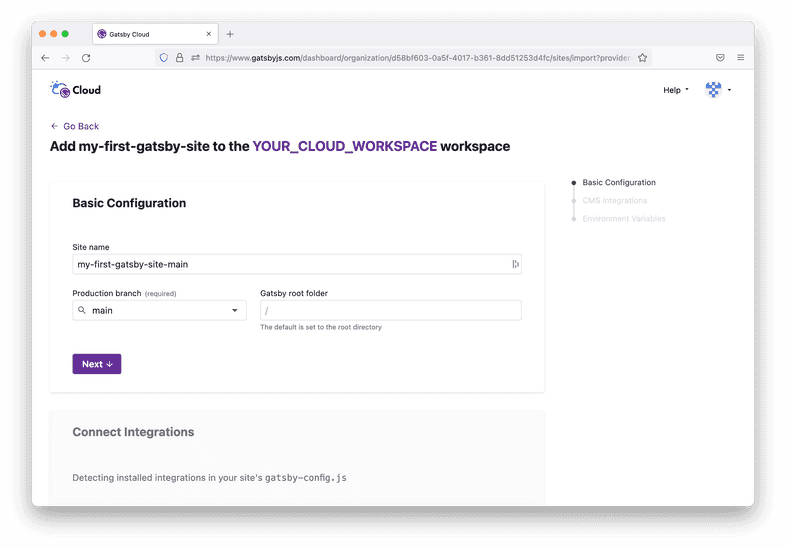 Gatsby Cloud
https://www.gatsbyjs.com/dashboard/organization/d58bf603-0a5f-4017-b361-8dd51253d4fc/sites/import?provider
Cloud
Help
← Go Back
Add my-first-gatsby-site to the YOUR_CLOUD_WORKSPACE workspace
Basic Configuration
CMS Integrations
Environment Variables
Basic Configuration
Site name
my-first-gatsby-site-main
Production branch (required)
main
Gatsby root folder
/
The default is set to the root directory
Next ↓
Connect Integrations
Detecting installed integrations in your site's gatsby-config.js